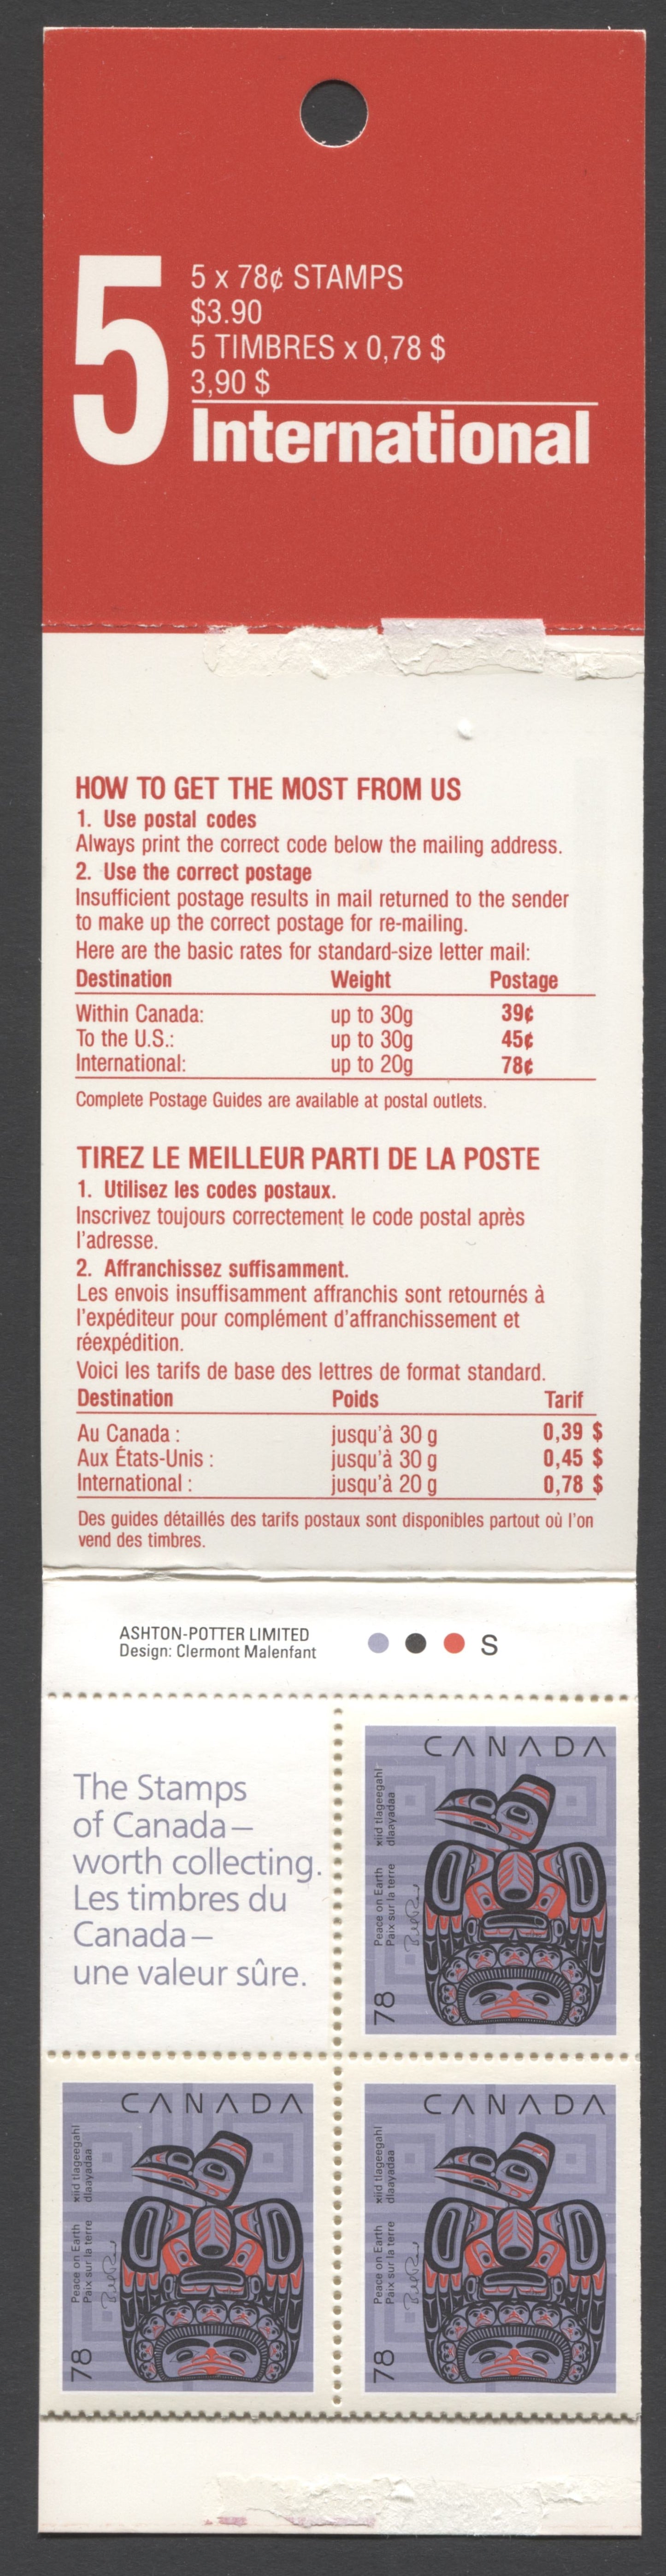 5
5 x 78¢ STAMPS
$3.90
5 TIMBRES x 0,78 $
3,90 $
International
HOW TO GET THE MOST FROM US
1. Use postal codes
Always print the correct code below the mailing address.
2. Use the correct postage
Insufficient postage results in mail returned to the sender
to make up the correct postage for re-mailing.
Here are the basic rates for standard-size letter mail:
Destination Weight Postage
Within Canada: up to 30g 39¢
To the U.S.: up to 30g 45¢
International: up to 20g 78¢
Complete Postage Guides are available at postal outlets.
TIREZ LE MEILLEUR PARTI DE LA POSTE
1. Utilisez les codes postaux.
Inscrivez toujours correctement le code postal après
l'adresse.
2. Affranchissez suffisamment.
Les envois insuffisamment affranchis sont retournés à
l'expéditeur pour complément d'affranchissement et
réexpédition.
Voici les tarifs de base des lettres de format standard.
Destination Poids Tarif
Au Canada : jusqu'à 30 g 0,39 $
Aux États-Unis : jusqu'à 30 g 0,45 $
International : jusqu'à 20 g 0,78 $
Des guides détaillés des tarifs postaux sont disponibles partout où l'on
vend des timbres.
ASHTON-POTTER LIMITED
Design: Clermont Malenfant
S
The Stamps
of Canada–
worth collecting.
Les timbres du
Canada–
une valeur sûre.
CANADA
Peace on Earth xiid tlageegahl
Paix sur la terre dlaayadaa
78
CANADA
Peace on Earth xiid tlageegahl
Paix sur la terre dlaayadaa
78
CANADA
Peace on Earth xiid tlageegahl
Paix sur la terre dlaayadaa
78